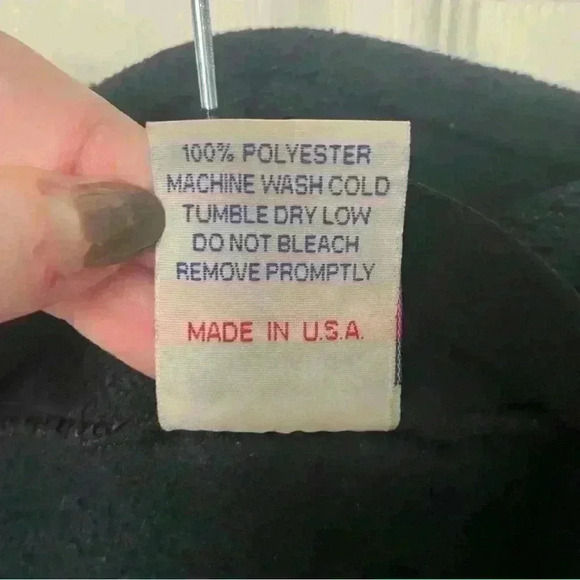 100% POLYESTER
MACHINE WASH COLD
TUMBLE DRY LOW
DO NOT BLEACH
REMOVE PROMPTLY
MADE IN U.S.A.